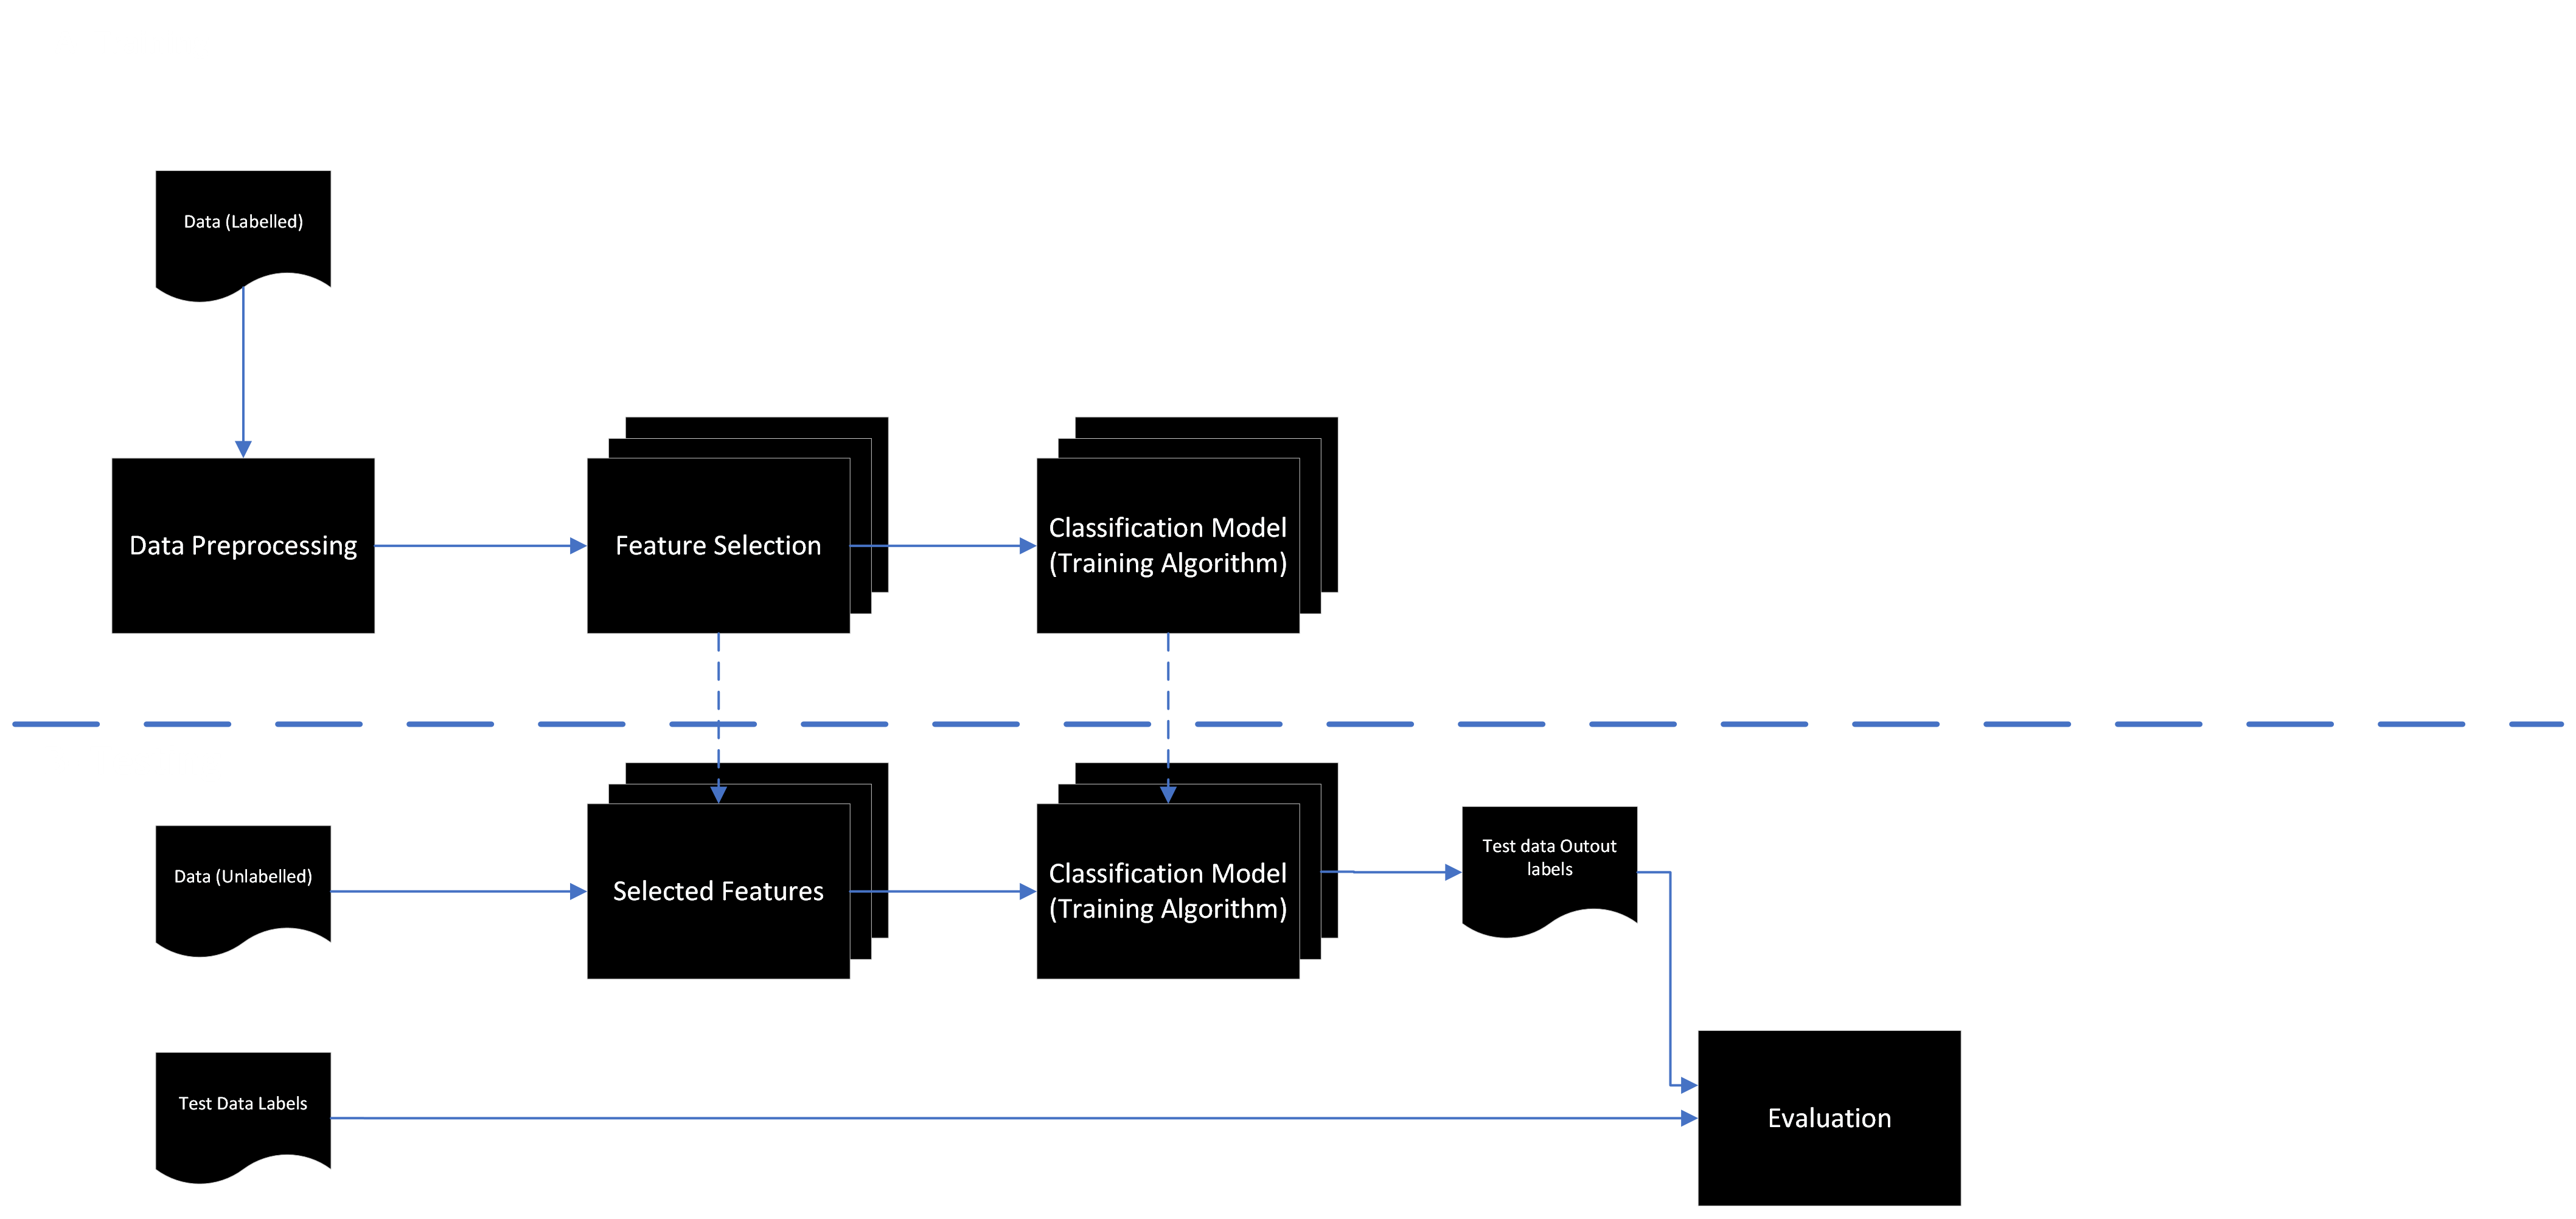 Data (Labelled)
Data Preprocessing
Feature Selection
Classification Model
(Training Algorithm)
Data (Unlabelled)
Selected Features
Classification Model
(Training Algorithm)
Test data Outout
labels
Test Data Labels
Evaluation